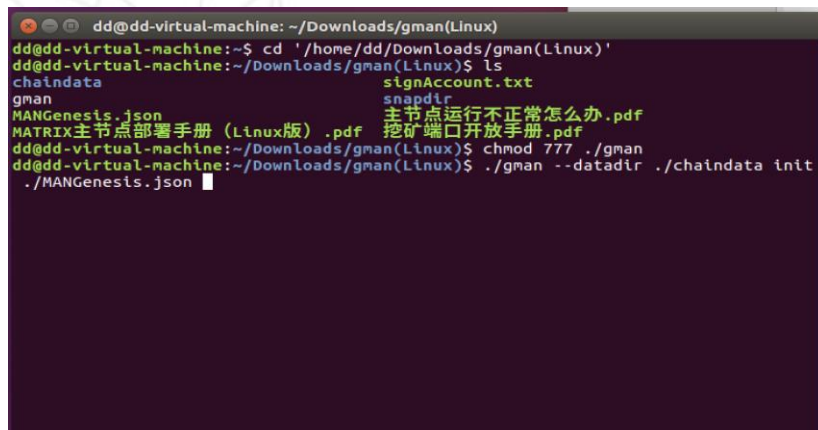 dd@dd-virtual-machine: ~/Downloads/gman(Linux)
dd@dd-virtual-machine:~$ cd '/home/dd/Downloads/gman(Linux)'
dd@dd-virtual-machine:~/Downloads/gman(Linux)$ ls
chaindata signAccount.txt
gman snapdir
MANGenesis.json 主节点运行不正常怎么办.pdf
MATRIX主节点部署手册（Linux版）.pdf 挖矿端口开放手册.pdf
dd@dd-virtual-machine:~/Downloads/gman(Linux)$ chmod 777 ./gman
dd@dd-virtual-machine:~/Downloads/gman(Linux)$ ./gman --datadir ./chaindata init
./MANGenesis.json